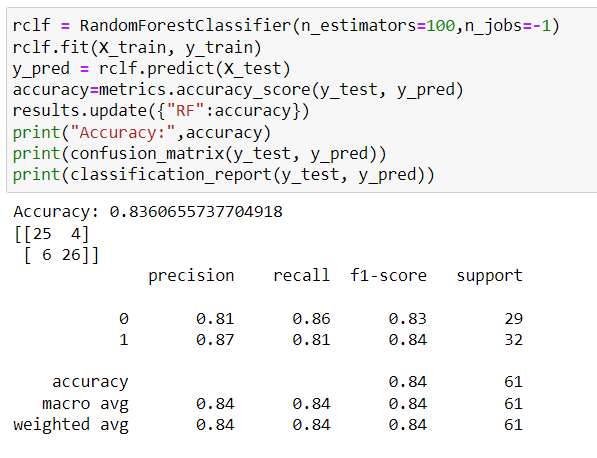 rclf = RandomForestClassifier(n_estimators=100,n_jobs=-1)
rclf.fit(X_train, y_train)
y_pred = rclf.predict(X_test)
accuracy=metrics.accuracy_score(y_test, y_pred)
results.update({"RF":accuracy})
print("Accuracy:",accuracy)
print(confusion_matrix(y_test, y_pred))
print(classification_report(y_test, y_pred))
Accuracy: 0.8360655737704918
[[25  4]
 [ 6 26]]
              precision    recall  f1-score   support
           0       0.81      0.86      0.83        29
           1       0.87      0.81      0.84        32
    accuracy                           0.84        61
   macro avg       0.84      0.84      0.84        61
weighted avg       0.84      0.84      0.84        61